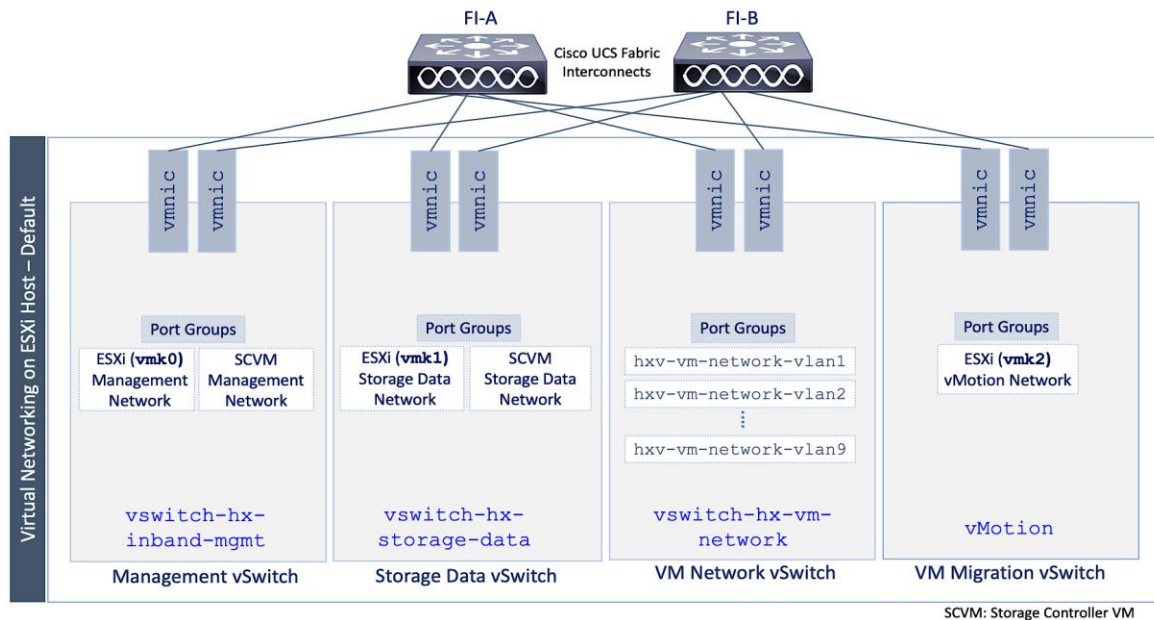 FI-A
FI-B
Cisco UCS Fabric
Interconnects
Virtual Networking on ESXi Host – Default
vmnic
vmnic
vmnic
vmnic
vmnic
vmnic
vmnic
vmnic
Port Groups
ESXi (vmk0)
Management
Network
SCVM
Management
Network
vswitch-hx-
inband-mgmt
Management vSwitch
Port Groups
ESXi (vmk1)
Storage Data
Network
SCVM
Storage Data
Network
vswitch-hx-
storage-data
Storage Data vSwitch
Port Groups
hxv-vm-network-vlan1
hxv-vm-network-vlan2
hxv-vm-network-vlan9
vswitch-hx-vm-
network
VM Network vSwitch
Port Groups
ESXi (vmk2)
vMotion Network
vMotion
VM Migration vSwitch
SCVM: Storage Controller VM